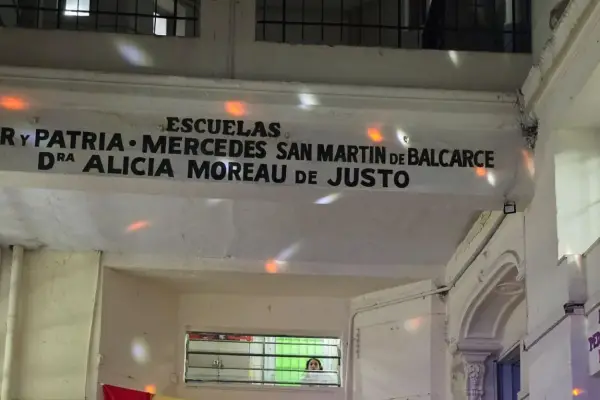 ESCUELAS
R Y PATRIA • MERCEDES SAN MARTIN DE BALCARCE
DRA ALICIA MOREAU DE JUSTO